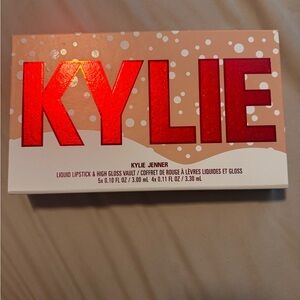 KYLIE
KYLIE JENNER
LIQUID LIPSTICK & HIGH GLOSS VAULT / COFFRET DE ROUGE À LÈVRES LIQUIDES ET GLOSS
5x 0.10 FL OZ / 3.00 mL 4x 0.11 FL OZ / 3.30 mL